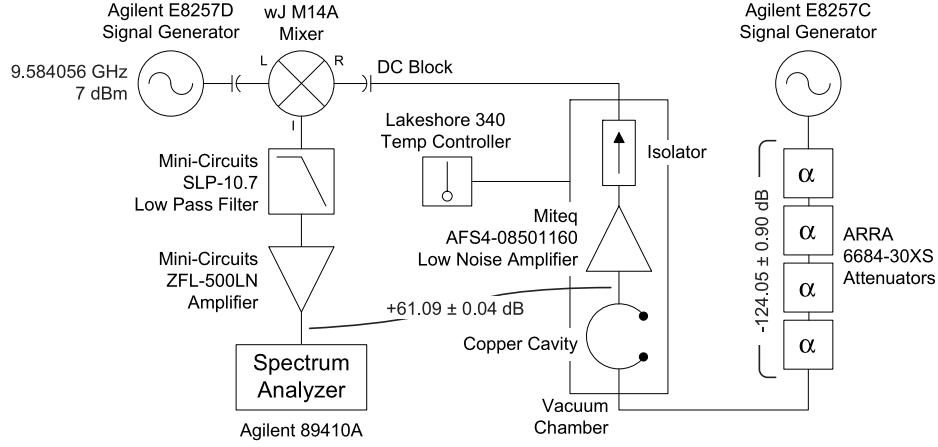 Agilent E8257D
Signal Generator
wJ M14A
Mixer
Agilent E8257C
Signal Generator
9.584056 GHz
7 dBm
L
R
I
DC Block
Lakeshore 340
Temp Controller
Isolator
Mini-Circuits
SLP-10.7
Low Pass Filter
Miteq
AFS4-08501160
Low Noise Amplifier
Mini-Circuits
ZFL-500LN
Amplifier
+61.09 ± 0.04 dB
Copper Cavity
Spectrum
Analyzer
Agilent 89410A
Vacuum
Chamber
-124.05 ± 0.90 dB
α
α
α
α
ARRA
6684-30XS
Attenuators